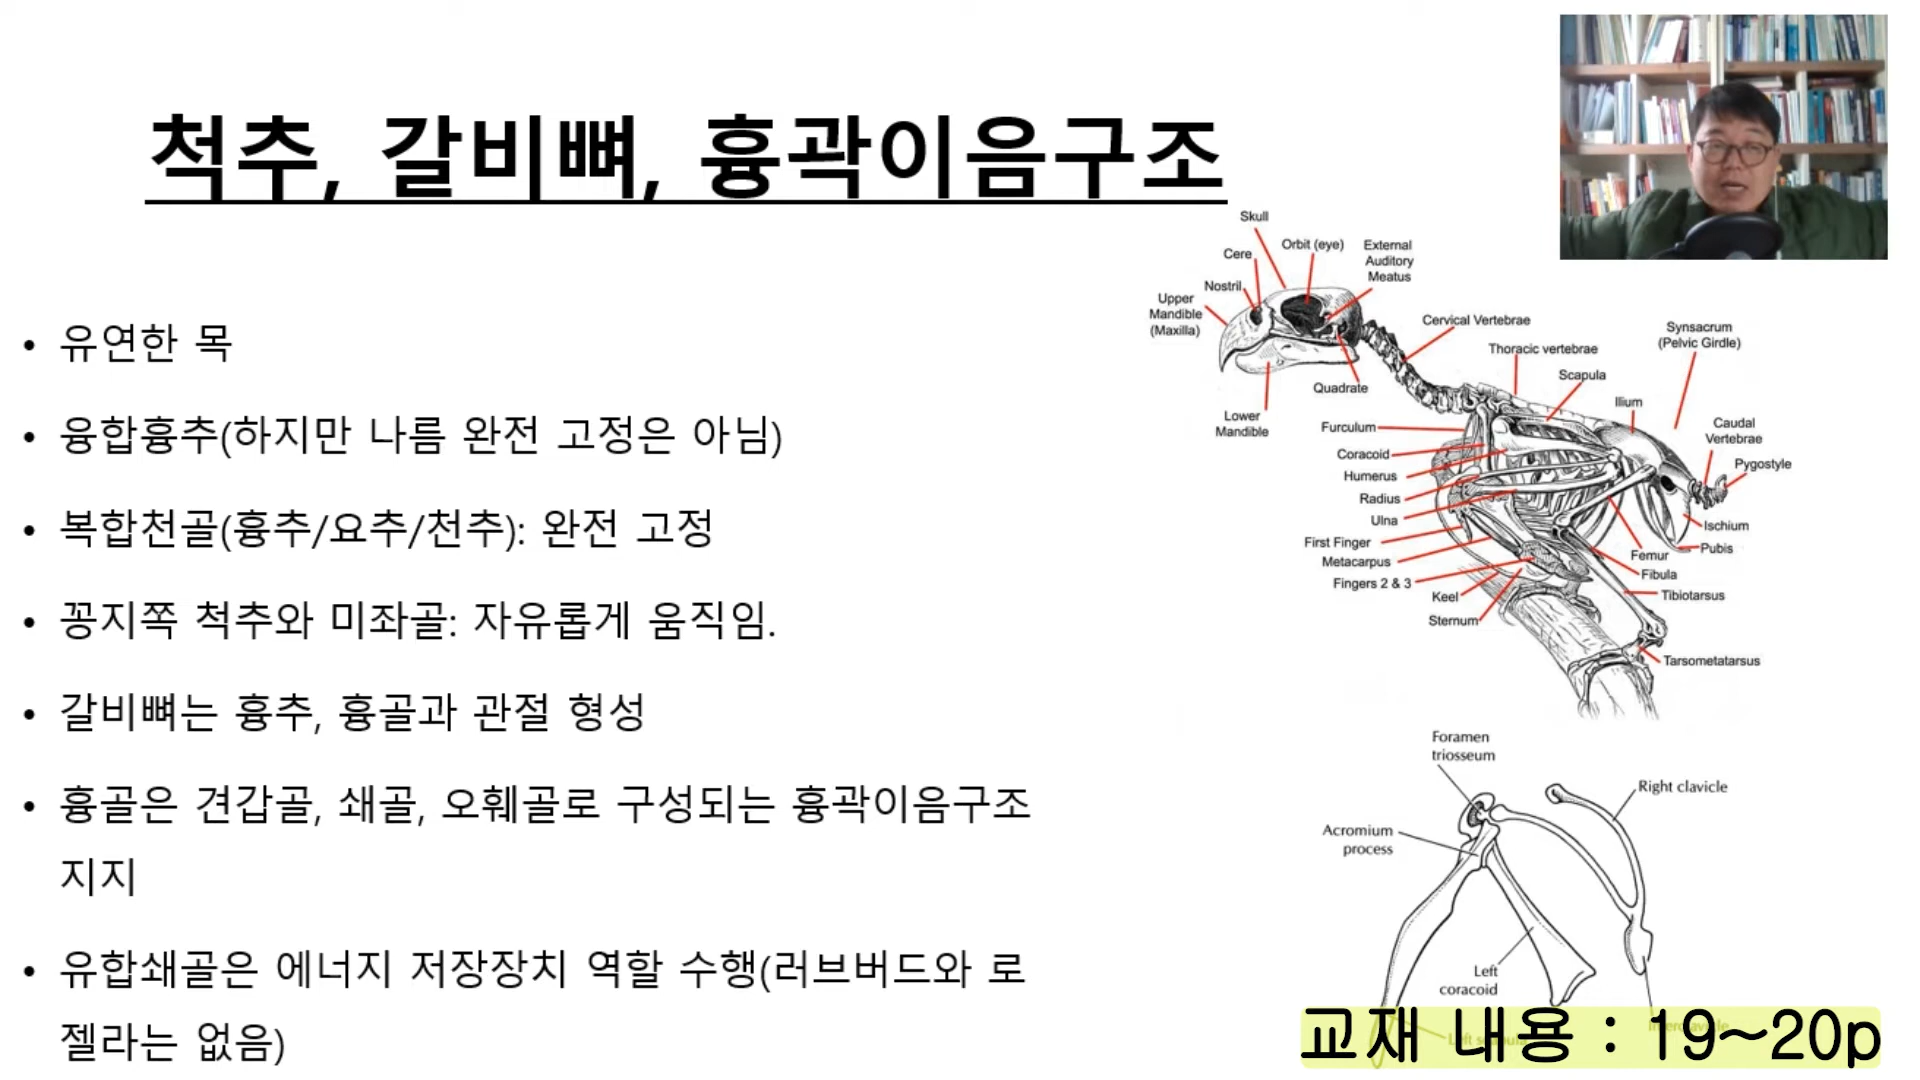 척추, 갈비뼈, 흉곽이음구조
• 유연한 목
• 융합흉추(하지만 나름 완전 고정은 아님)
• 복합천골(흉추/요추/천추): 완전 고정
• 꽁지쪽 척추와 미좌골: 자유롭게 움직임.
• 갈비뼈는 흉추, 흉골과 관절 형성
• 흉골은 견갑골, 쇄골, 오훼골로 구성되는 흉곽이음구조
지지
• 유합쇄골은 에너지 저장장치 역할 수행(러브버드와 로
젤라는 없음)
Skull
Orbit (eye)
External
Auditory
Meatus
Cere
Nostril
Upper
Mandible
(Maxilla)
Cervical Vertebrae
Synsacrum
(Pelvic Girdle)
Thoracic vertebrae
Scapula
Quadrate
Ilium
Lower
Mandible
Caudal
Vertebrae
Furculum
Coracoid
Pygostyle
Humerus
Radius
Ulna
Ischium
First Finger
Pubis
Metacarpus
Femur
Fingers 2 & 3
Fibula
Keel
Tibiotarsus
Sternum
Tarsometatarsus
Foramen
triosseum
Right clavicle
Acromium
process
Left
coracoid
Left scapula
Interclavicle
교재 내용 : 19~20p